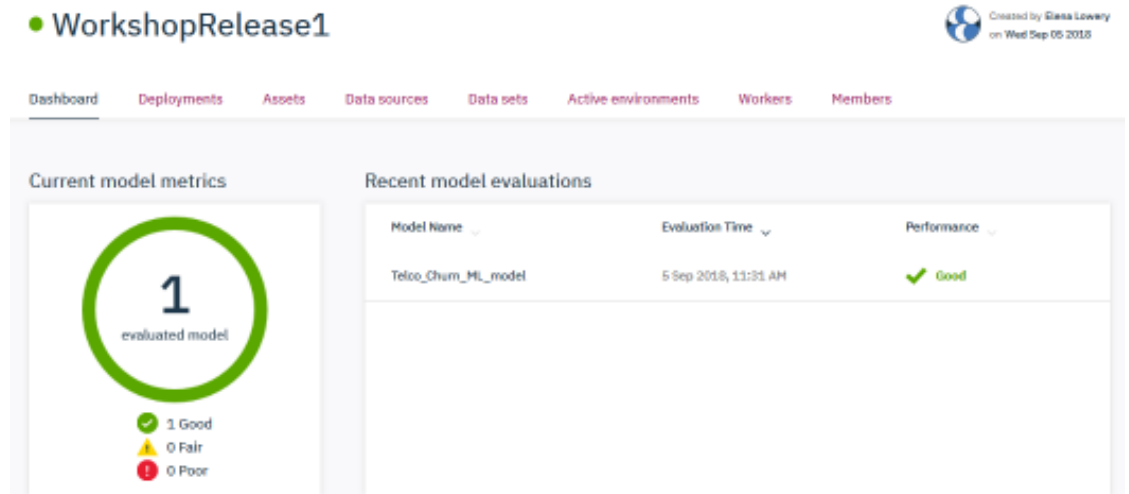 WorkshopRelease1
Created by Elena Lowery
on Wed Sep 05 2018
Dashboard Deployments Assets Data sources Data sets Active environments Workers Members
Current model metrics
Recent model evaluations
Model Name Evaluation Time Performance
Telco_Churn_ML_model 5 Sep 2018, 11:31 AM Good
1
evaluated model
1 Good
0 Fair
0 Poor